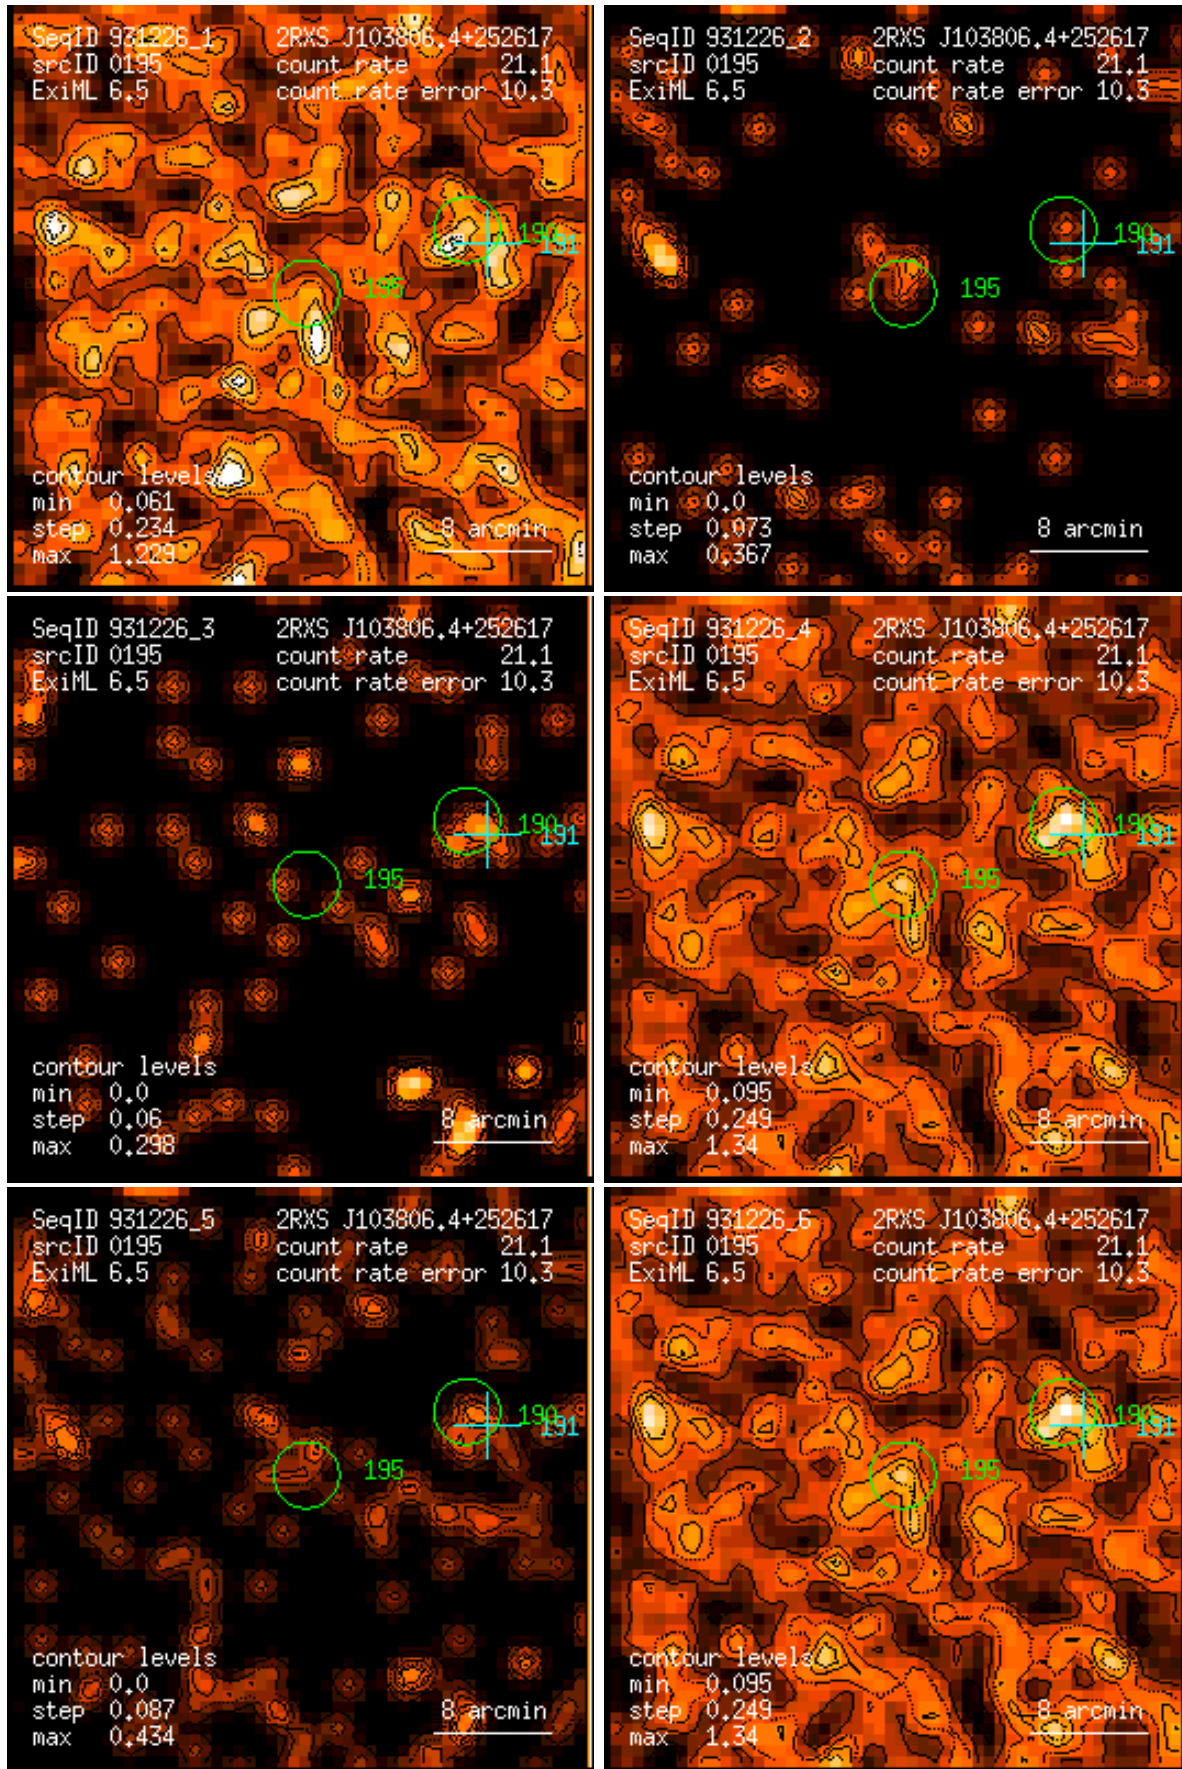 SeqID 931226_1 2RXS J103806.4+252617
srcID 0195 count rate 21.1
ExiML 6.5 count rate error 10.3
190
191
195
contour levels
min 0.061
step 0.234 8 arcmin
max 1.229
SeqID 931226_2 2RXS J103806.4+252617
srcID 0195 count rate 21.1
ExiML 6.5 count rate error 10.3
190
191
195
contour levels
min 0.0
step 0.073 8 arcmin
max 0.367
SeqID 931226_3 2RXS J103806.4+252617
srcID 0195 count rate 21.1
ExiML 6.5 count rate error 10.3
190
191
195
contour levels
min 0.0
step 0.06 8 arcmin
max 0.298
SeqID 931226_4 2RXS J103806.4+252617
srcID 0195 count rate 21.1
ExiML 6.5 count rate error 10.3
190
191
195
contour levels
min 0.095
step 0.249 8 arcmin
max 1.34
SeqID 931226_5 2RXS J103806.4+252617
srcID 0195 count rate 21.1
ExiML 6.5 count rate error 10.3
190
191
195
contour levels
min 0.0
step 0.087 8 arcmin
max 0.434
SeqID 931226_6 2RXS J103806.4+252617
srcID 0195 count rate 21.1
ExiML 6.5 count rate error 10.3
190
191
195
contour levels
min 0.095
step 0.249 8 arcmin
max 1.34